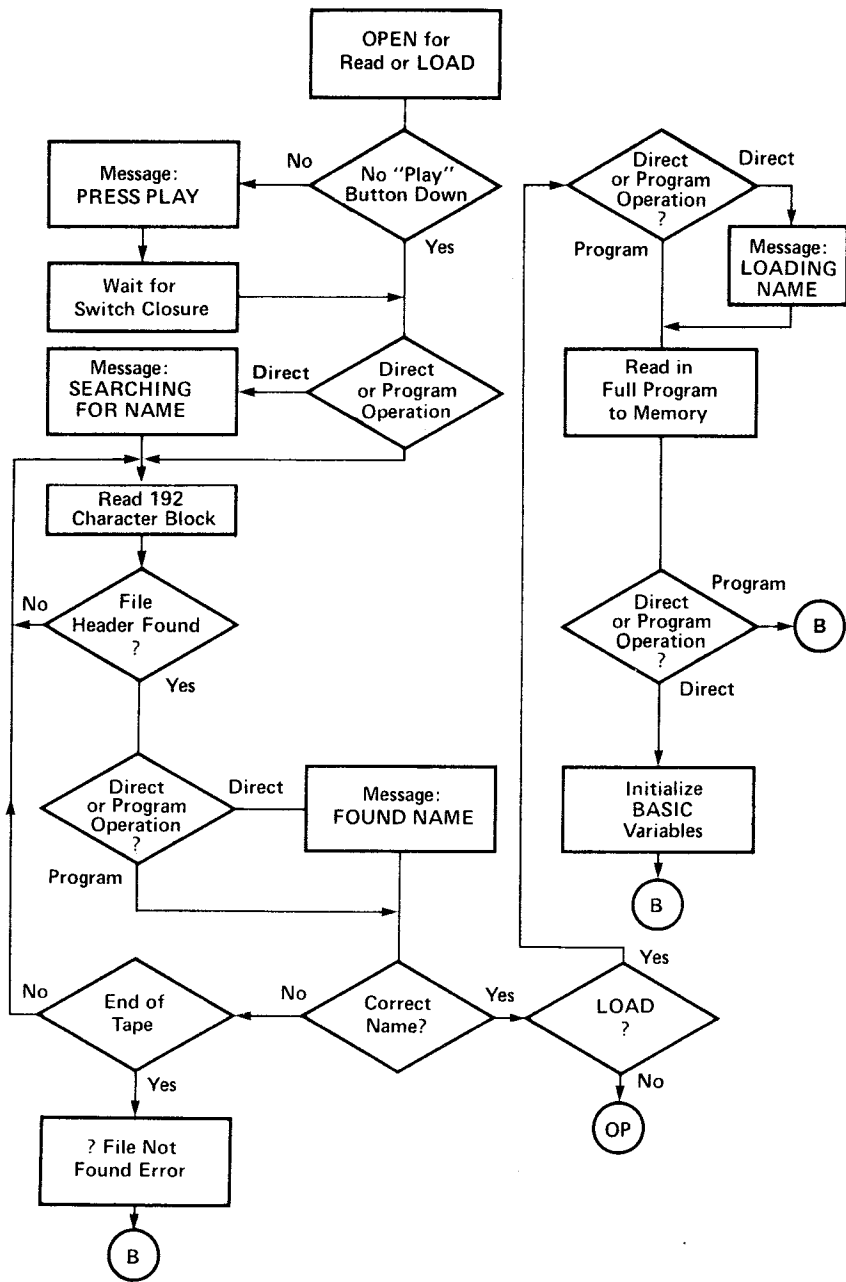 OPEN for
Read or LOAD
No "Play"
Button Down
No
Yes
Message:
PRESS PLAY
Wait for
Switch Closure
Direct
or Program
Operation
Direct
Message:
SEARCHING
FOR NAME
Read 192
Character Block
File
Header Found
?
No
Yes
Direct
or Program
Operation
?
Direct
Program
Message:
FOUND NAME
Correct
Name?
No
Yes
End of
Tape
No
Yes
? File Not
Found Error
B
LOAD
?
Yes
No
OP
Direct
or Program
Operation
?
Direct
Program
Message:
LOADING
NAME
Read in
Full Program
to Memory
Direct
or Program
Operation
?
Program
B
Direct
Initialize
BASIC
Variables
B